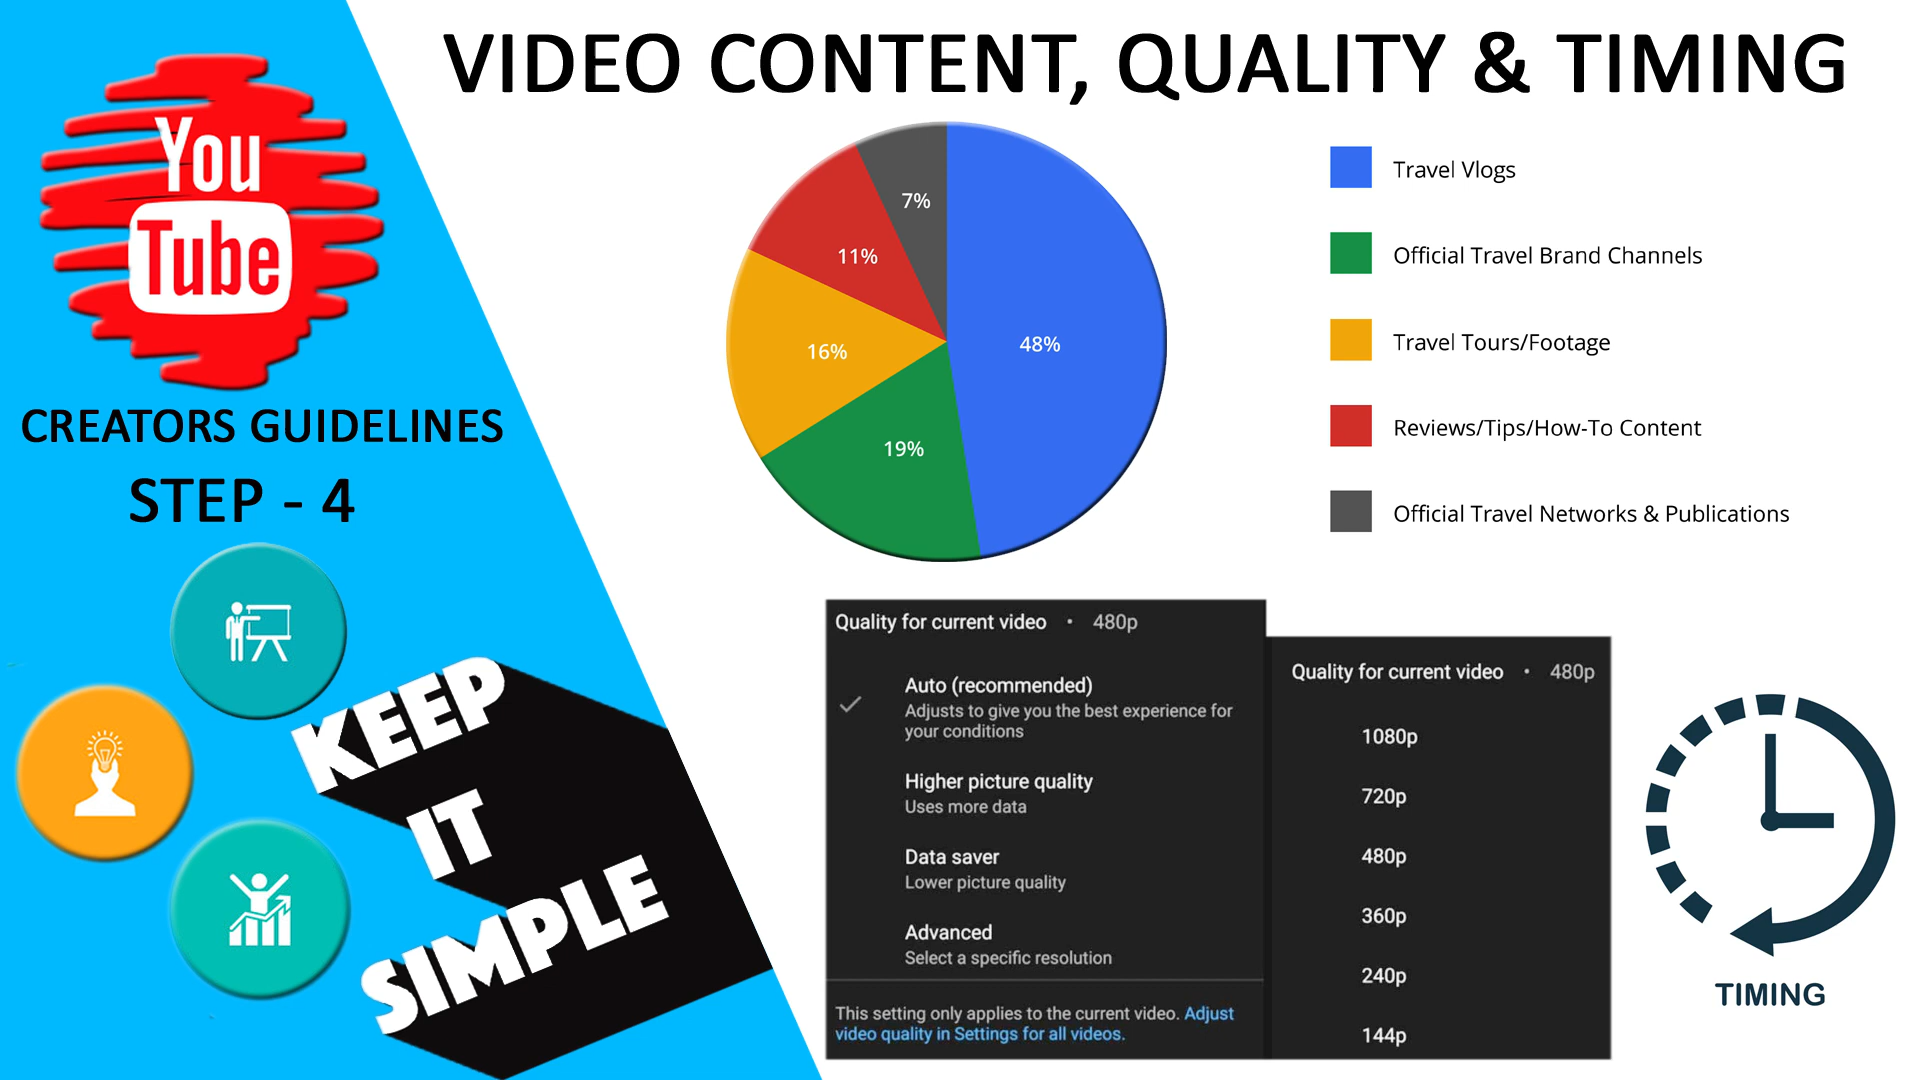 VIDEO CONTENT, QUALITY & TIMING
You
Tube
CREATORS GUIDELINES
STEP - 4
KEEP
IT
SIMPLE
7%
11%
48%
16%
19%
Travel Vlogs
Official Travel Brand Channels
Travel Tours/Footage
Reviews/Tips/How-To Content
Official Travel Networks & Publications
Quality for current video • 480p
Auto (recommended)
Adjusts to give you the best experience for
your conditions
Higher picture quality
Uses more data
Data saver
Lower picture quality
Advanced
Select a specific resolution
This setting only applies to the current video. Adjust
video quality in Settings for all videos.
Quality for current video • 480p
1080p
720p
480p
360p
240p
144p
TIMING